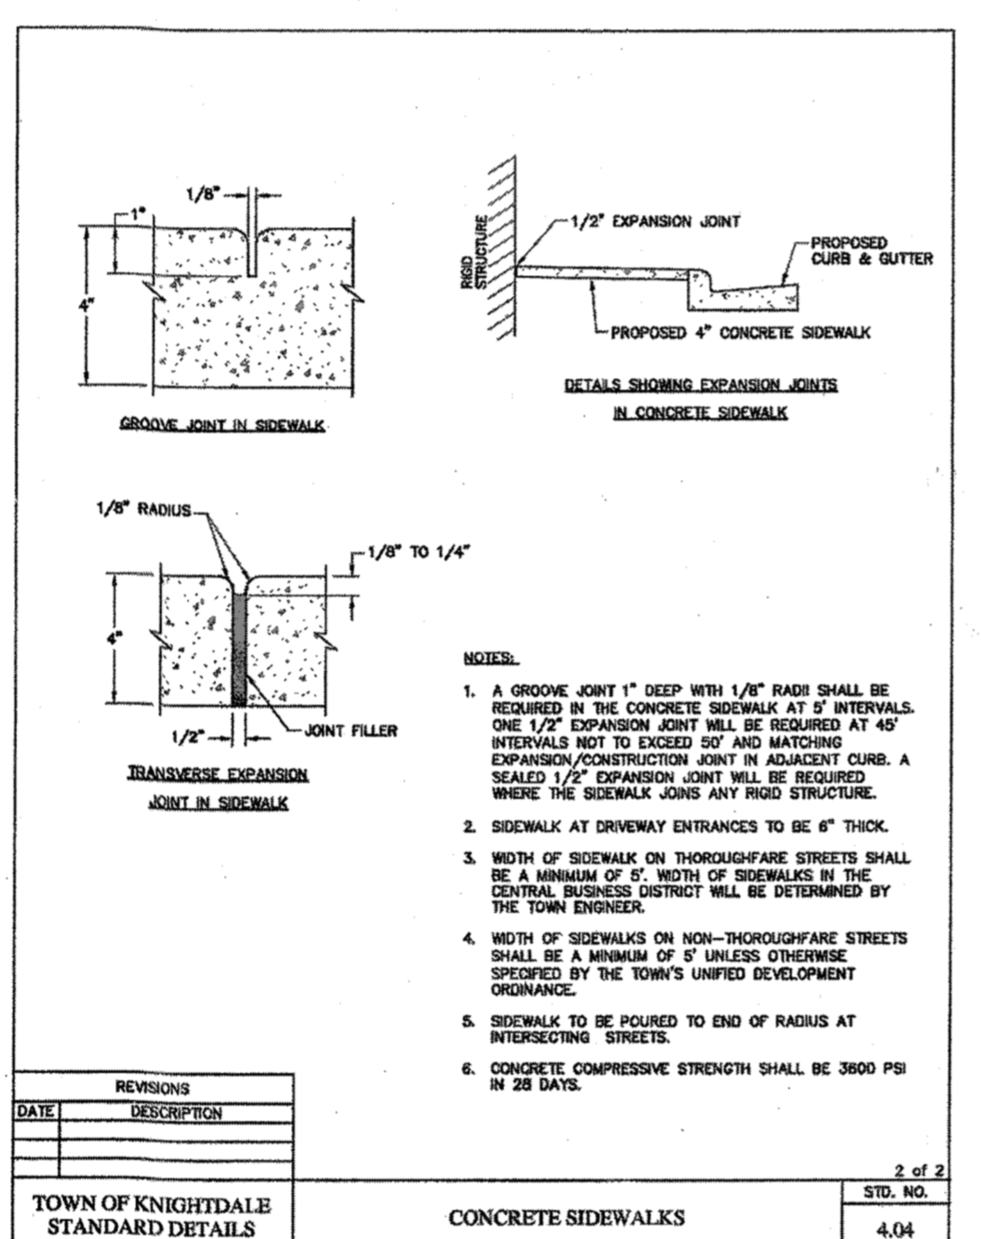 1/8"
1"
4"
GROOVE JOINT IN SIDEWALK
RIGID
STRUCTURE
1/2" EXPANSION JOINT
PROPOSED
CURB & GUTTER
PROPOSED 4" CONCRETE SIDEWALK
DETAILS SHOWING EXPANSION JOINTS
IN CONCRETE SIDEWALK
1/8" RADIUS
1/8" TO 1/4"
4"
1/2"
JOINT FILLER
TRANSVERSE EXPANSION
JOINT IN SIDEWALK
NOTES:
1. A GROOVE JOINT 1" DEEP WITH 1/8" RADII SHALL BE
REQUIRED IN THE CONCRETE SIDEWALK AT 5' INTERVALS.
ONE 1/2" EXPANSION JOINT WILL BE REQUIRED AT 45'
INTERVALS NOT TO EXCEED 50' AND MATCHING
EXPANSION/CONSTRUCTION JOINT IN ADJACENT CURB. A
SEALED 1/2" EXPANSION JOINT WILL BE REQUIRED
WHERE THE SIDEWALK JOINS ANY RIGID STRUCTURE.
2. SIDEWALK AT DRIVEWAY ENTRANCES TO BE 6" THICK.
3. WIDTH OF SIDEWALK ON THOROUGHFARE STREETS SHALL
BE A MINIMUM OF 5'. WIDTH OF SIDEWALKS IN THE
CENTRAL BUSINESS DISTRICT WILL BE DETERMINED BY
THE TOWN ENGINEER.
4. WIDTH OF SIDEWALKS ON NON-THOROUGHFARE STREETS
SHALL BE A MINIMUM OF 5' UNLESS OTHERWISE
SPECIFIED BY THE TOWN'S UNIFIED DEVELOPMENT
ORDINANCE.
5. SIDEWALK TO BE POURED TO END OF RADIUS AT
INTERSECTING STREETS.
6. CONCRETE COMPRESSIVE STRENGTH SHALL BE 3600 PSI
IN 28 DAYS.
REVISIONS
DATE DESCRIPTION
2 of 2
TOWN OF KNIGHTDALE
STANDARD DETAILS
CONCRETE SIDEWALKS
STD. NO.
4.04